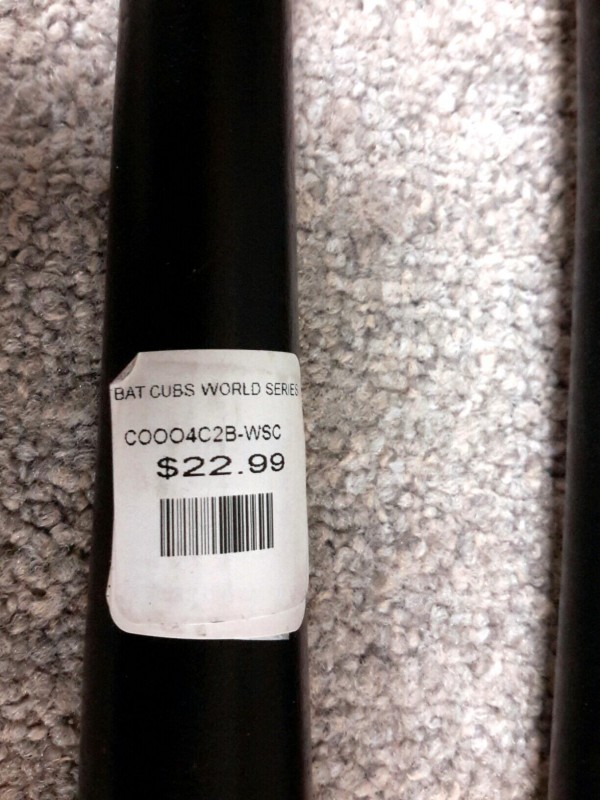 BAT CUBS WORLD SERIES
COOO4C2B-WSC
$22.99